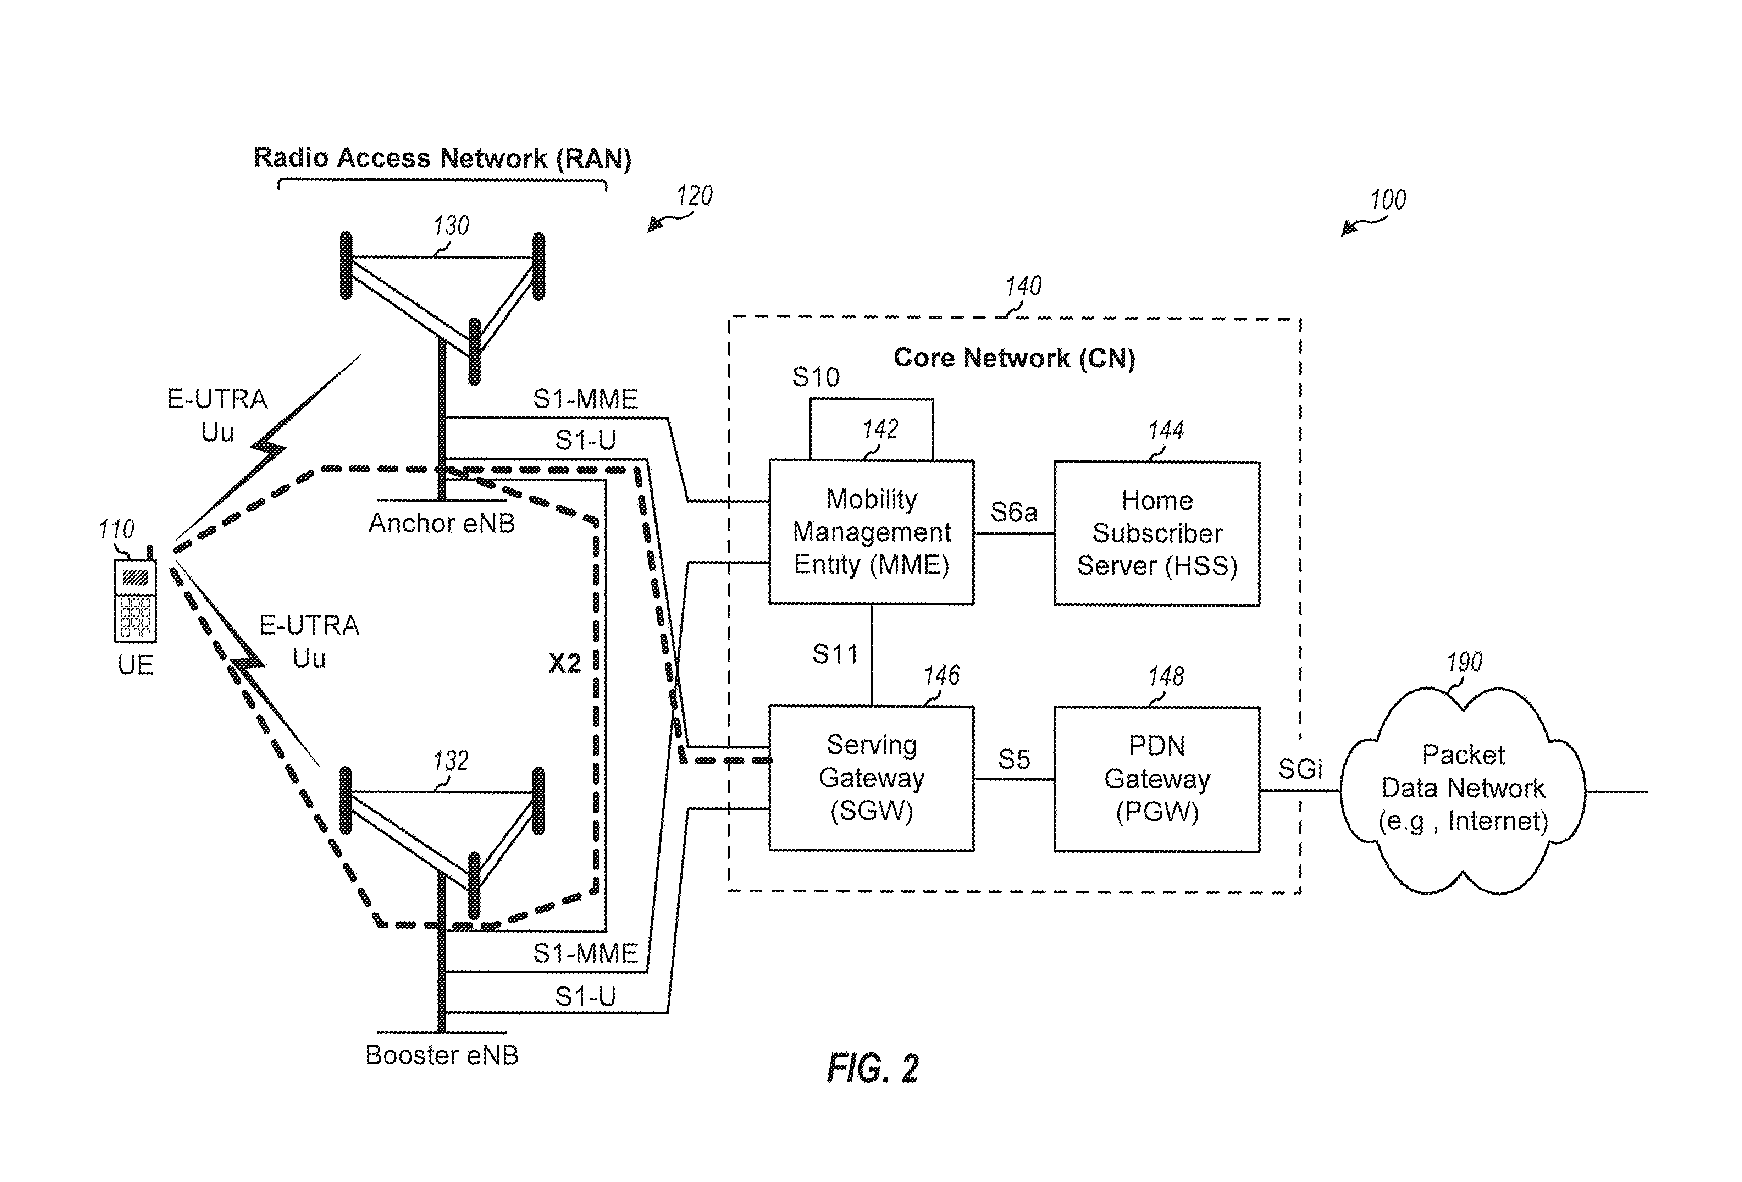 Radio Access Network (RAN)
120
100
130
140
Core Network (CN)
S10
E-UTRA
Uu
S1-MME
S1-U
142
144
Mobility
Management
Entity (MME)
S6a
Home
Subscriber
Server (HSS)
Anchor eNB
110
UE
E-UTRA
Uu
X2
S11
146
148
190
132
Serving
Gateway
(SGW)
S5
PDN
Gateway
(PGW)
SGi
Packet
Data Network
(e.g , Internet)
S1-MME
S1-U
Booster eNB
FIG. 2